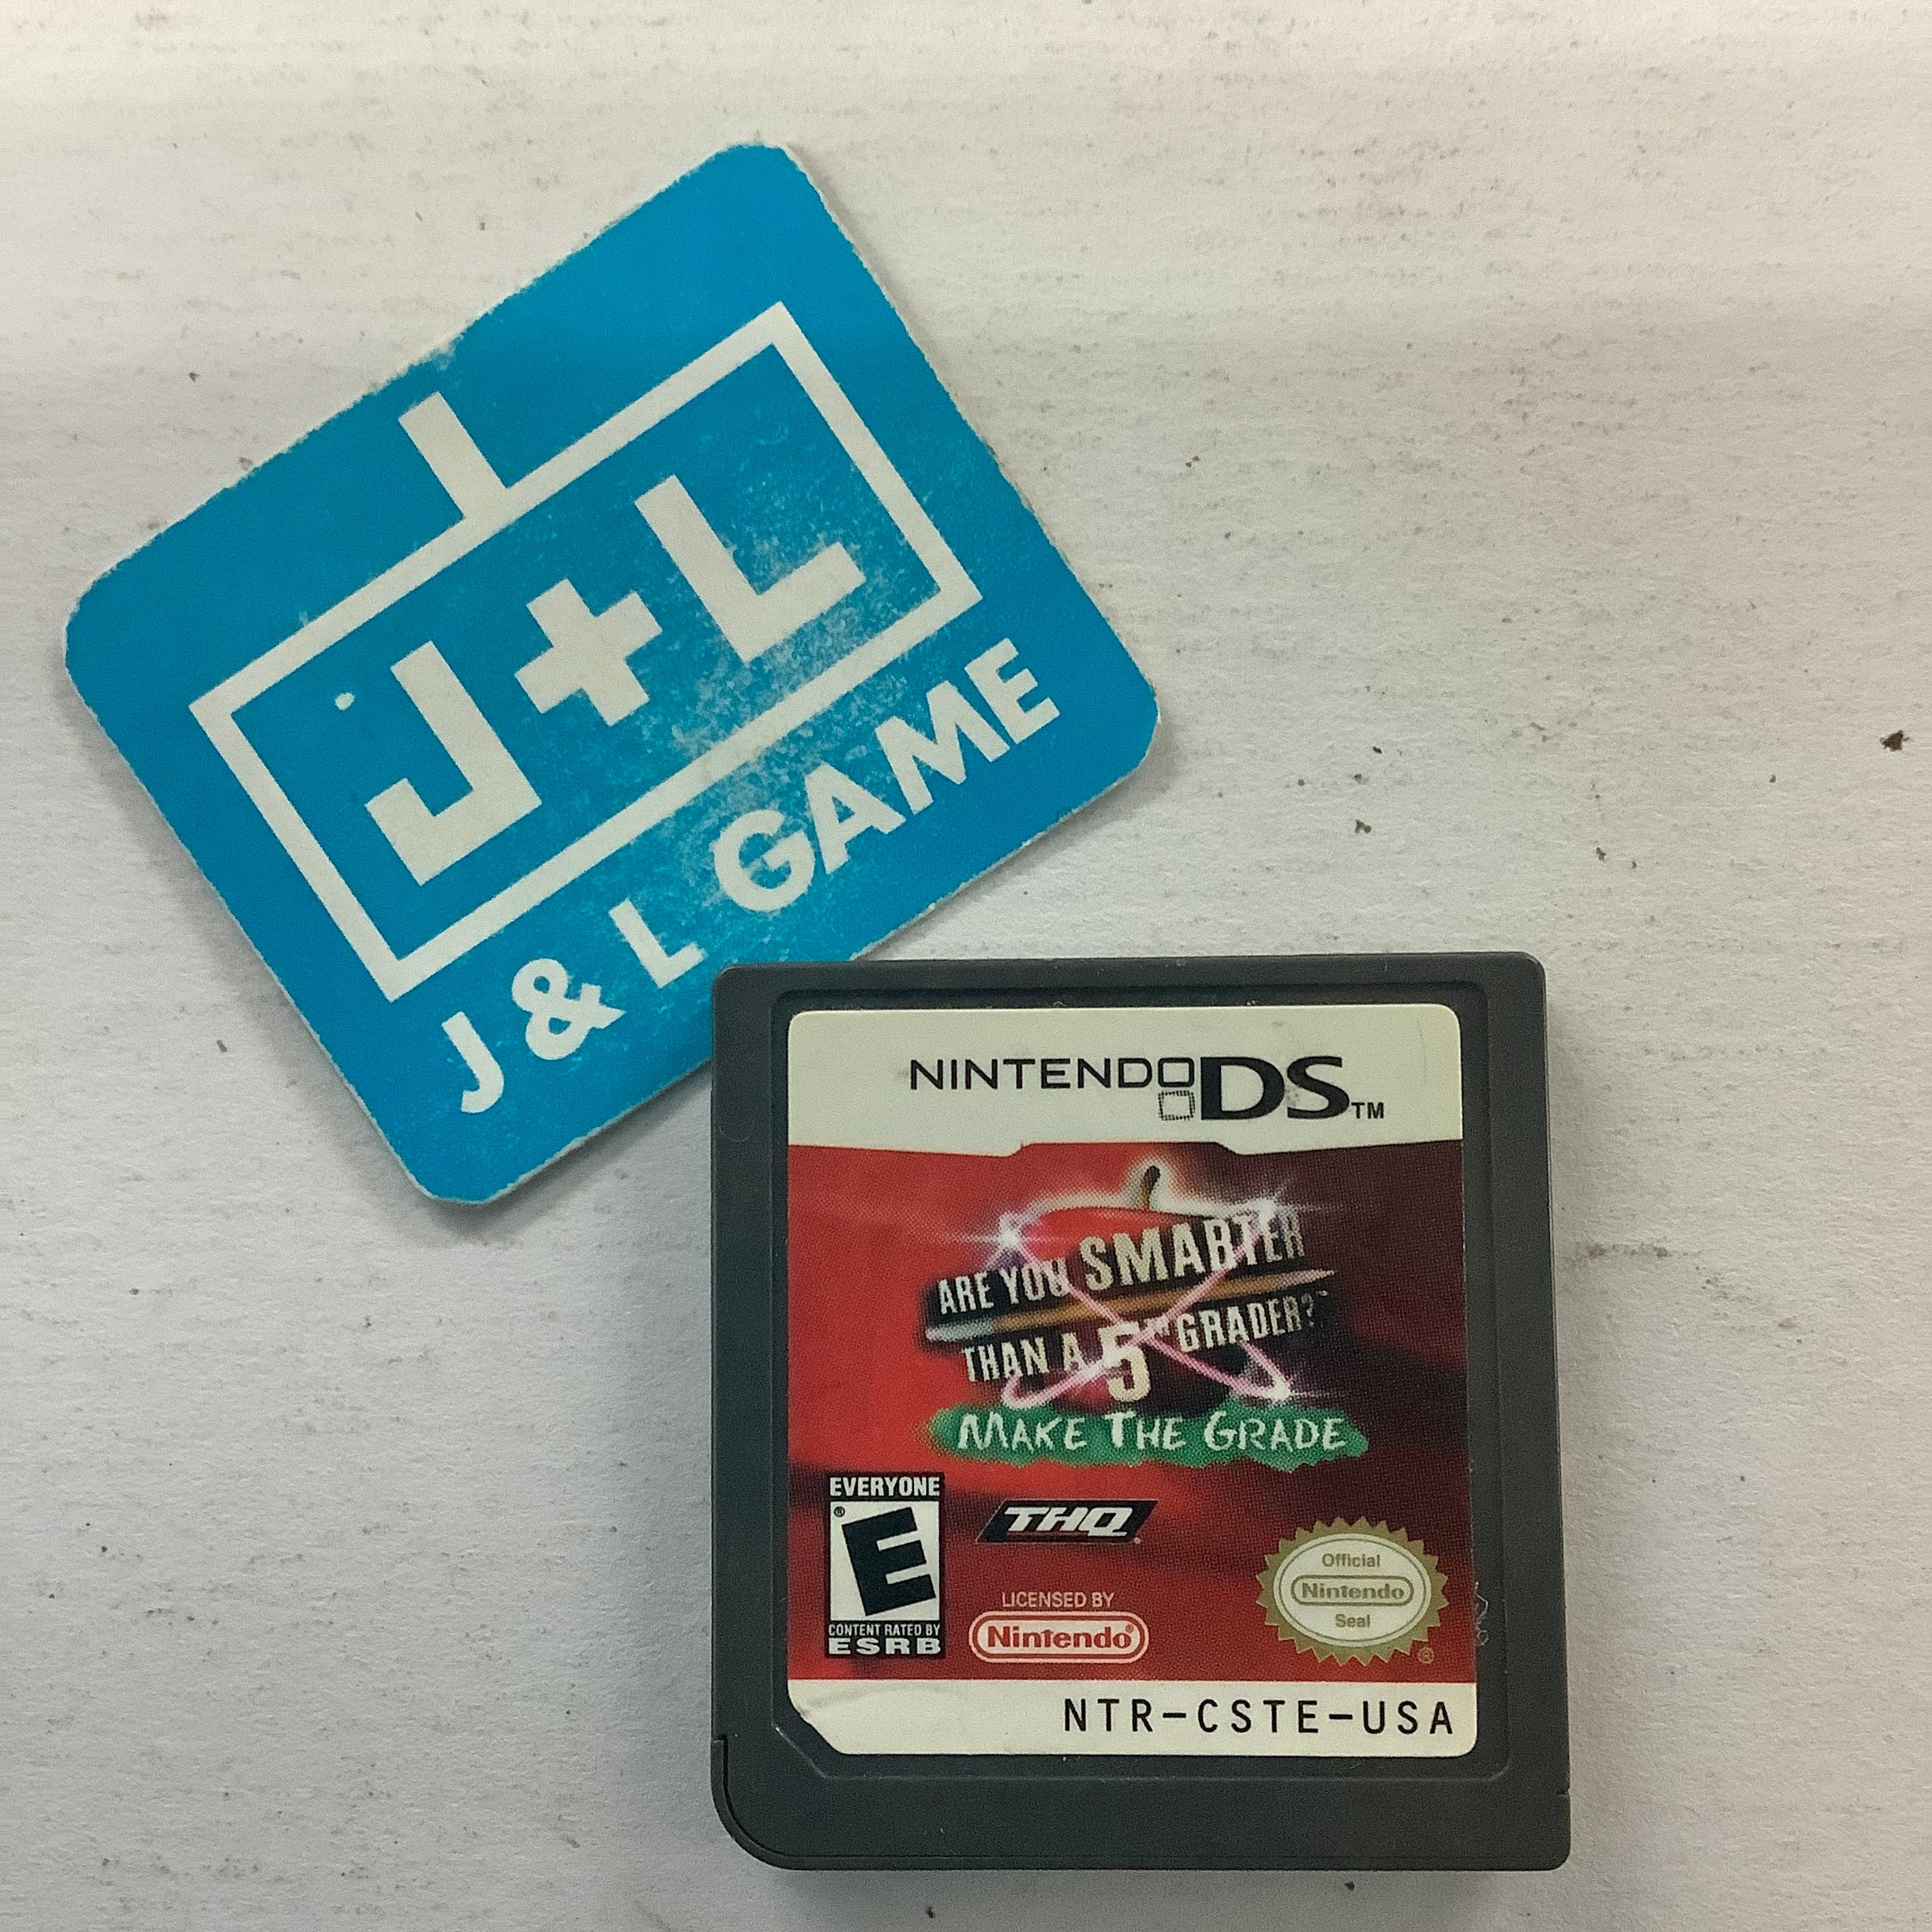 J+L
J & L GAME
NINTENDO DS™
ARE YOU SMARTER
THAN A 5TH GRADER?™
MAKE THE GRADE
EVERYONE
E®
CONTENT RATED BY
ESRB
THQ®
LICENSED BY
Nintendo®
Official
Nintendo
Seal
®
NTR-CSTE-USA